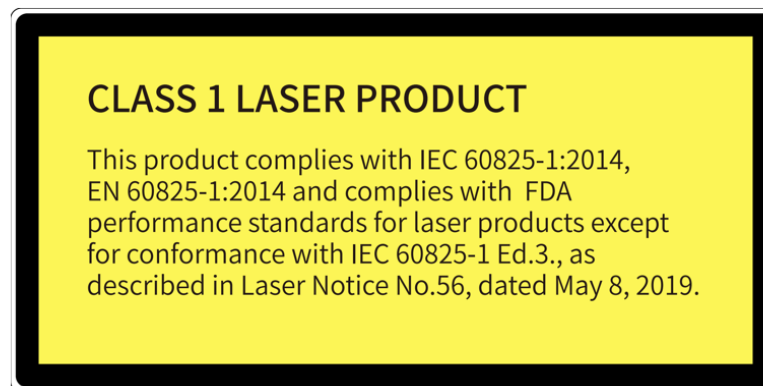 CLASS 1 LASER PRODUCT
This product complies with IEC 60825-1:2014,
EN 60825-1:2014 and complies with  FDA
performance standards for laser products except
for conformance with IEC 60825-1 Ed.3., as
described in Laser Notice No.56, dated May 8, 2019.